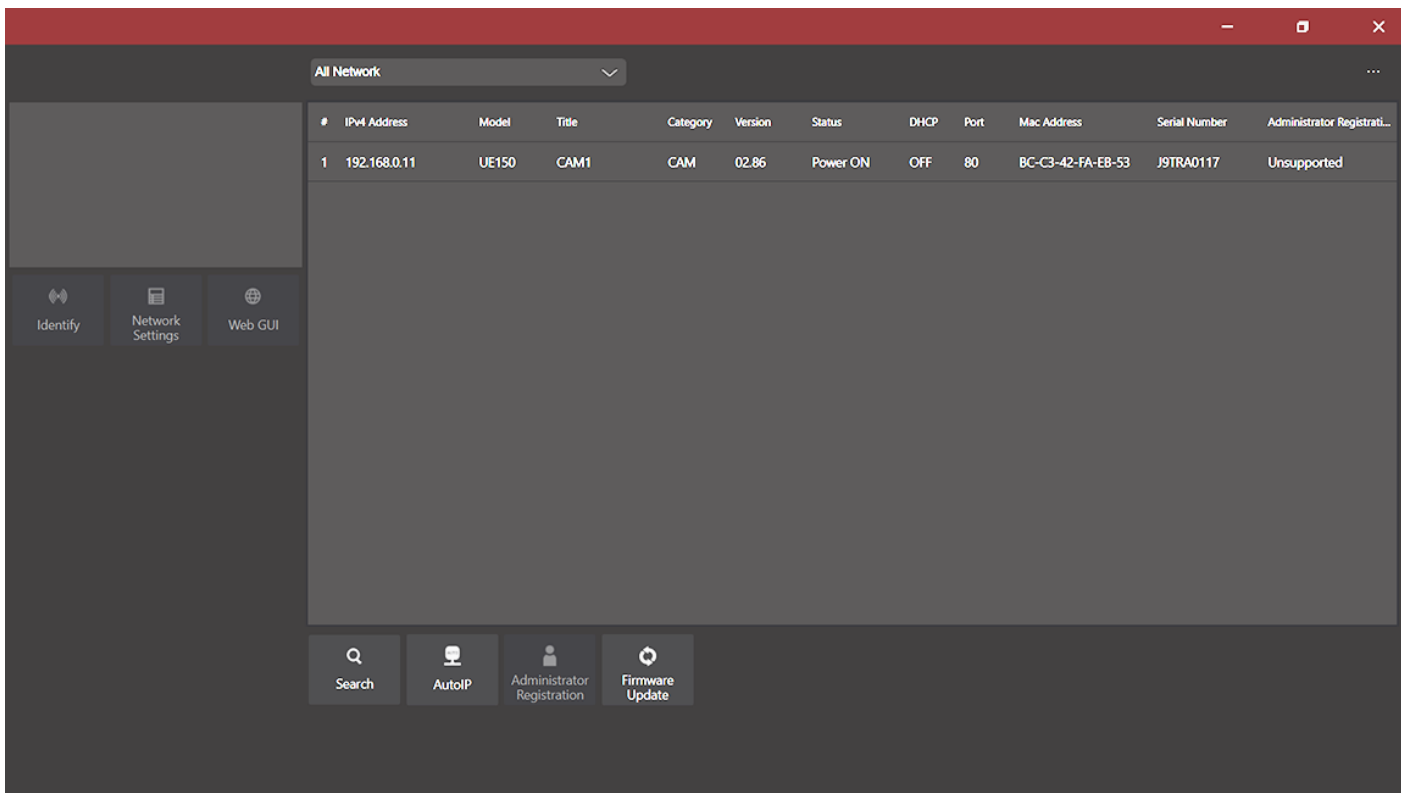 All Network
...
# IPv4 Address Model Title Category Version Status DHCP Port Mac Address Serial Number Administrator Registrati...
1 192.168.0.11 UE150 CAM1 CAM 02.86 Power ON OFF 80 BC-C3-42-FA-EB-53 J9TRA0117 Unsupported
Identify
Network
Settings
Web GUI
Search
AutoIP
Administrator
Registration
Firmware
Update